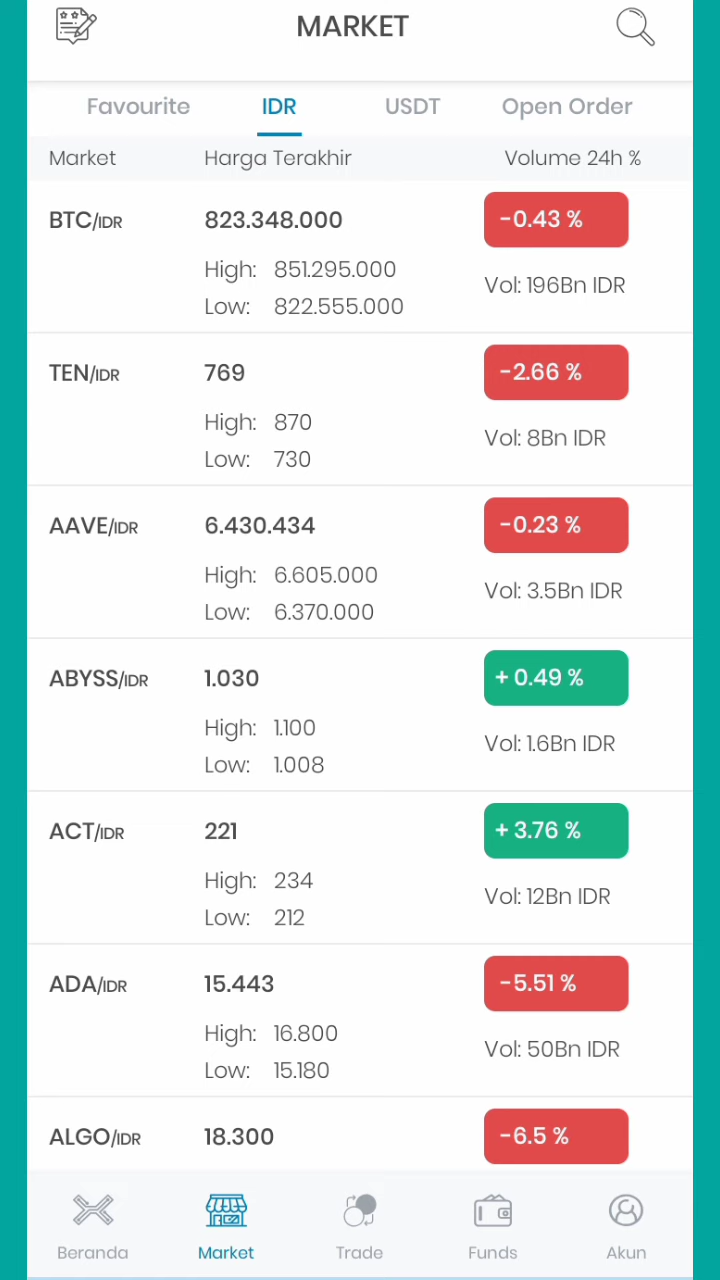 MARKET
Favourite IDR USDT Open Order
Market Harga Terakhir Volume 24h %
BTC/IDR 823.348.000 -0.43 %
High: 851.295.000
Vol: 196Bn IDR
Low: 822.555.000
TEN/IDR 769 -2.66 %
High: 870
Vol: 8Bn IDR
Low: 730
AAVE/IDR 6.430.434 -0.23 %
High: 6.605.000
Vol: 3.5Bn IDR
Low: 6.370.000
ABYSS/IDR 1.030 + 0.49 %
High: 1.100
Vol: 1.6Bn IDR
Low: 1.008
ACT/IDR 221 + 3.76 %
High: 234
Vol: 12Bn IDR
Low: 212
ADA/IDR 15.443 -5.51 %
High: 16.800
Vol: 50Bn IDR
Low: 15.180
ALGO/IDR 18.300 -6.5 %
Beranda Market Trade Funds Akun